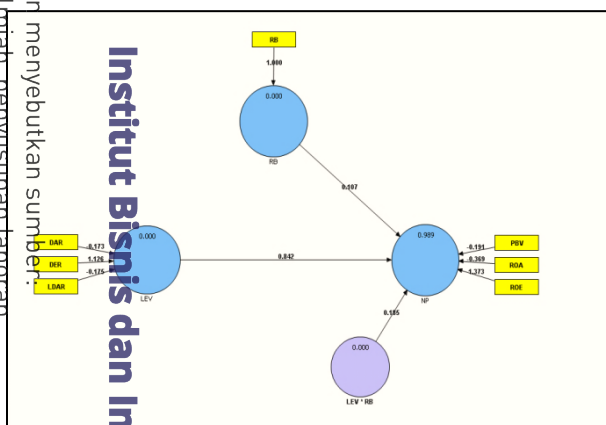 n menyebutkan sumber:
Institut Bisnis dan In
RB
1.000
0.000
RB
0.107
DAR
-0.173
DER
1.126
LDAR
-0.175
0.000
LEV
0.842
0.989
NP
-0.191
PBV
-0.369
ROA
1.373
ROE
0.185
0.000
LEV * RB